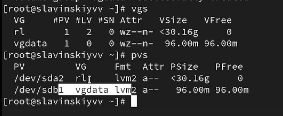 [root@slavinskiyvv ~]# vgs
VG #PV #LV #SN Attr VSize VFree
rl 1 2 0 wz--n- <30.16g 0
vgdata 1 0 0 wz--n- 96.00m 96.00m
[root@slavinskiyvv ~]# pvs
PV VG Fmt Attr PSize PFree
/dev/sda2 rl lvm2 a-- <30.16g 0
/dev/sdb1 vgdata lvm2 a-- 96.00m 96.00m
[root@slavinskiyvv ~]#